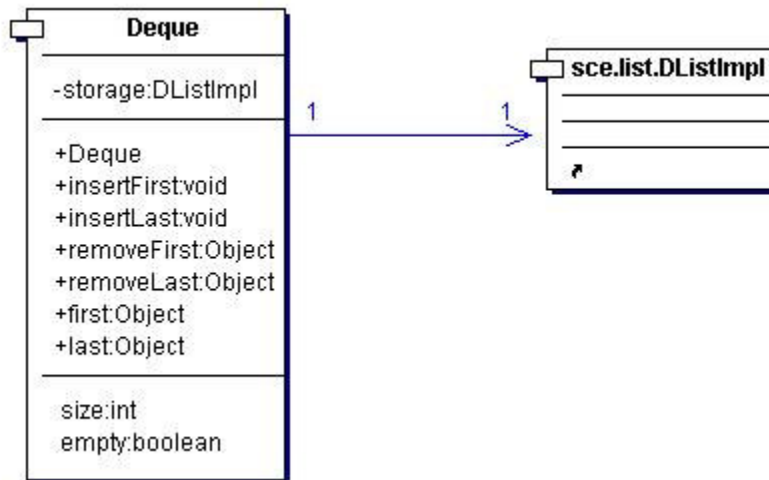 Deque
-storage:DListImpl
+Deque
+insertFirst:void
+insertLast:void
+removeFirst:Object
+removeLast:Object
+first:Object
+last:Object
size:int
empty:boolean
1
1
sce.list.DListImpl